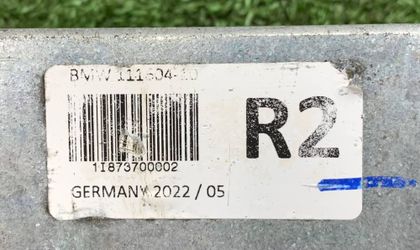 BMW 111604-10
R2
1I873700002
GERMANY 2022 / 05